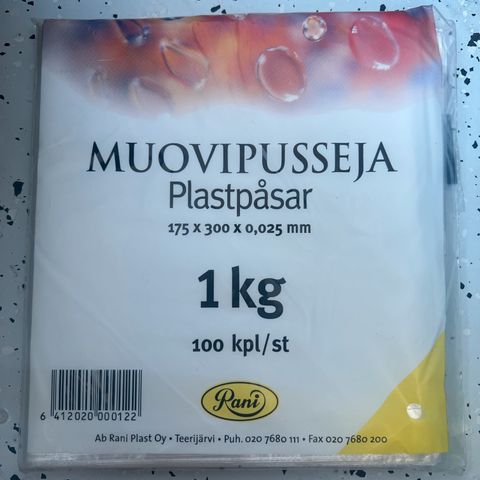 MUOVIPUSSEJA
Plastpåsar
175 x 300 x 0,025 mm
1 kg
100 kpl/st
Rani
6 412020 000122
Ab Rani Plast Oy • Teerijärvi • Puh. 020 7680 111 • Fax 020 7680 200